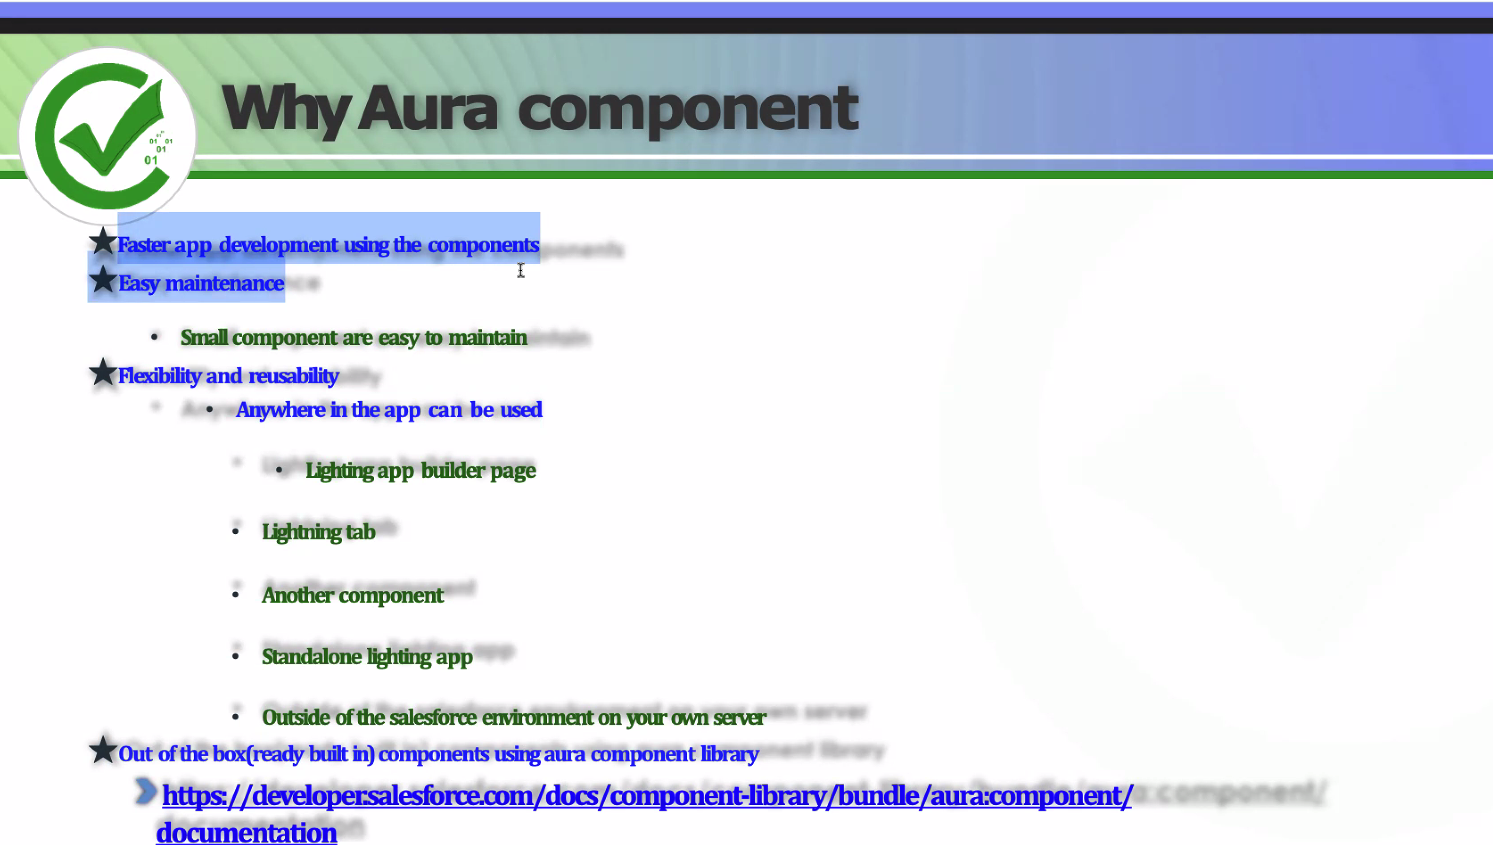 Why Aura component
01 01
01
01
Faster app development using the components
Easy maintenance
Small component are easy to maintain
Flexibility and reusability
Anywhere in the app can be used
Lighting app builder page
Lightning tab
Another component
Standalone lighting app
Outside of the salesforce environment on your own server
Out of the box(ready built in) components using aura component library
https://developer.salesforce.com/docs/component-library/bundle/aura:component/
documentation